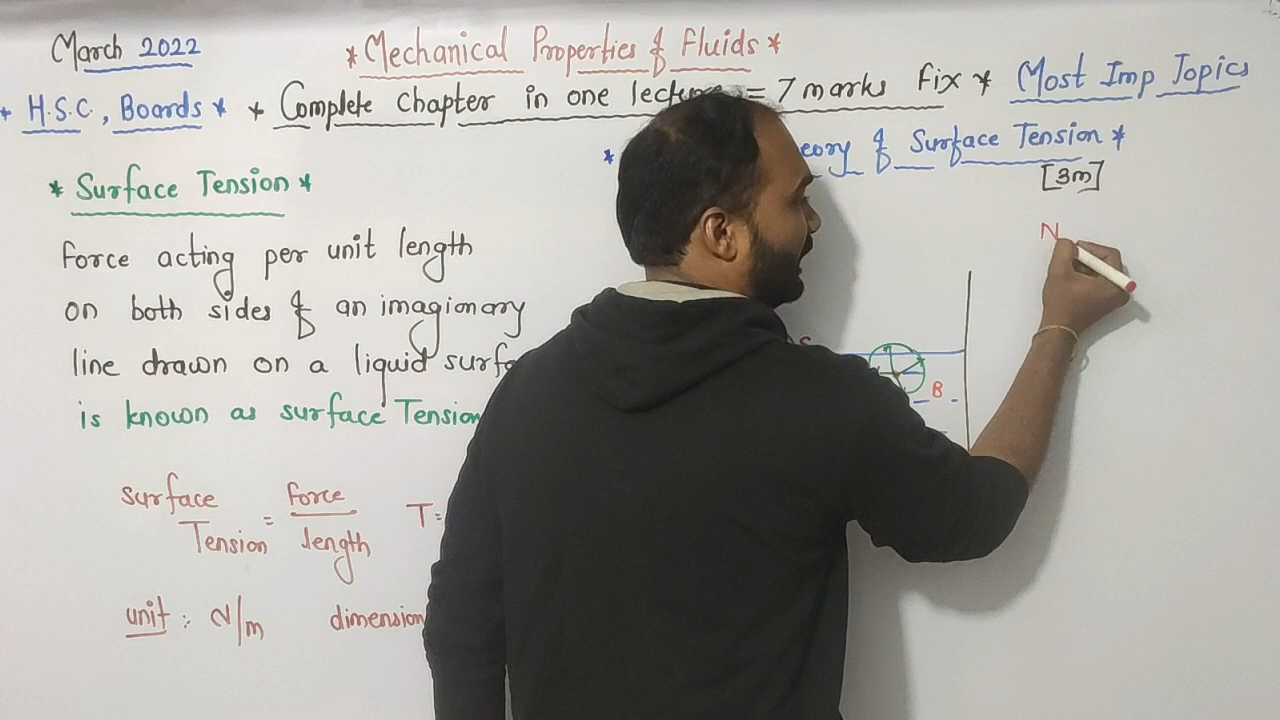 March 2022
* Mechanical Properties of Fluids *
* H.S.C., Boards * * Complete chapter in one = 7 marks fix * Most Imp Topics
* Surface Tension *
* of Surface Tension *
[3m]
force acting per unit length
on both sides of an imagionary
line drawn on a liquid
is known as surface Tension
N
B
surface Tension = force / length T=
unit : N/m dimension